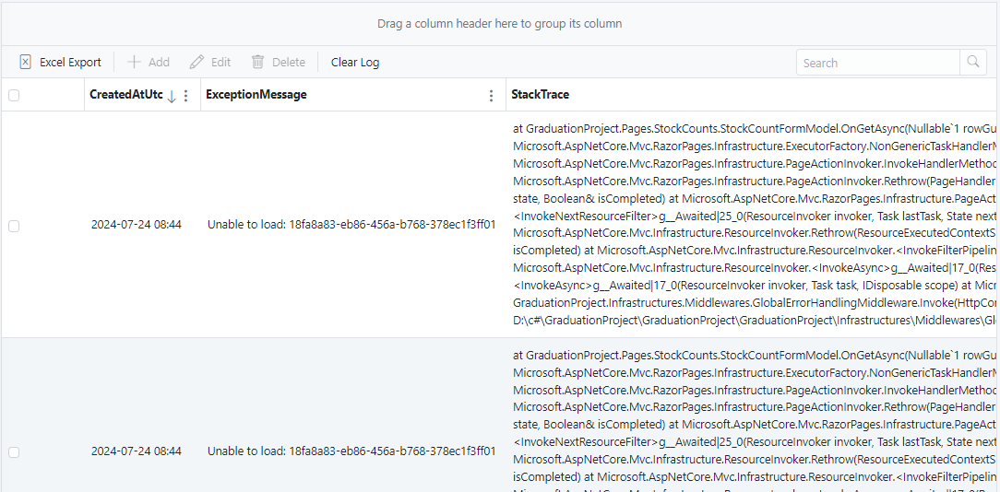 Drag a column header here to group its column
Excel Export
Add
Edit
Delete
Clear Log
Search
CreatedAtUtc
ExceptionMessage
StackTrace
2024-07-24 08:44
Unable to load: 18fa8a83-eb86-456a-b768-378ec1f3ff01
at GraduationProject.Pages.StockCounts.StockCountFormModel.OnGetAsync(Nullable`1 rowGu
Microsoft.AspNetCore.Mvc.RazorPages.Infrastructure.ExecutorFactory.NonGenericTaskHandlerM
Microsoft.AspNetCore.Mvc.RazorPages.Infrastructure.PageActionInvoker.InvokeHandlerMethod
Microsoft.AspNetCore.Mvc.RazorPages.Infrastructure.PageActionInvoker.Rethrow(PageHandler
state, Boolean& isCompleted) at Microsoft.AspNetCore.Mvc.RazorPages.Infrastructure.PageAct
<InvokeNextResourceFilter>g__Awaited|25_0(ResourceInvoker invoker, Task lastTask, State next
Microsoft.AspNetCore.Mvc.Infrastructure.ResourceInvoker.Rethrow(ResourceExecutedContextS
isCompleted) at Microsoft.AspNetCore.Mvc.Infrastructure.ResourceInvoker.<InvokeFilterPipelin
Microsoft.AspNetCore.Mvc.Infrastructure.ResourceInvoker.<InvokeAsync>g__Awaited|17_0(Res
<InvokeAsync>g__Awaited|17_0(ResourceInvoker invoker, Task task, IDisposable scope) at Micr
GraduationProject.Infrastructures.Middlewares.GlobalErrorHandlingMiddleware.Invoke(HttpCon
D:\c#\GraduationProject\GraduationProject\GraduationProject\Infrastructures\Middlewares\Glo
2024-07-24 08:44
Unable to load: 18fa8a83-eb86-456a-b768-378ec1f3ff01
at GraduationProject.Pages.StockCounts.StockCountFormModel.OnGetAsync(Nullable`1 rowGu
Microsoft.AspNetCore.Mvc.RazorPages.Infrastructure.ExecutorFactory.NonGenericTaskHandlerM
Microsoft.AspNetCore.Mvc.RazorPages.Infrastructure.PageActionInvoker.InvokeHandlerMethod
Microsoft.AspNetCore.Mvc.RazorPages.Infrastructure.PageActionInvoker.Rethrow(PageHandler
state, Boolean& isCompleted) at Microsoft.AspNetCore.Mvc.RazorPages.Infrastructure.PageAct
<InvokeNextResourceFilter>g__Awaited|25_0(ResourceInvoker invoker, Task lastTask, State next
Microsoft.AspNetCore.Mvc.Infrastructure.ResourceInvoker.Rethrow(ResourceExecutedContextS
isCompleted) at Microsoft.AspNetCore.Mvc.Infrastructure.ResourceInvoker.<InvokeFilterPipelin